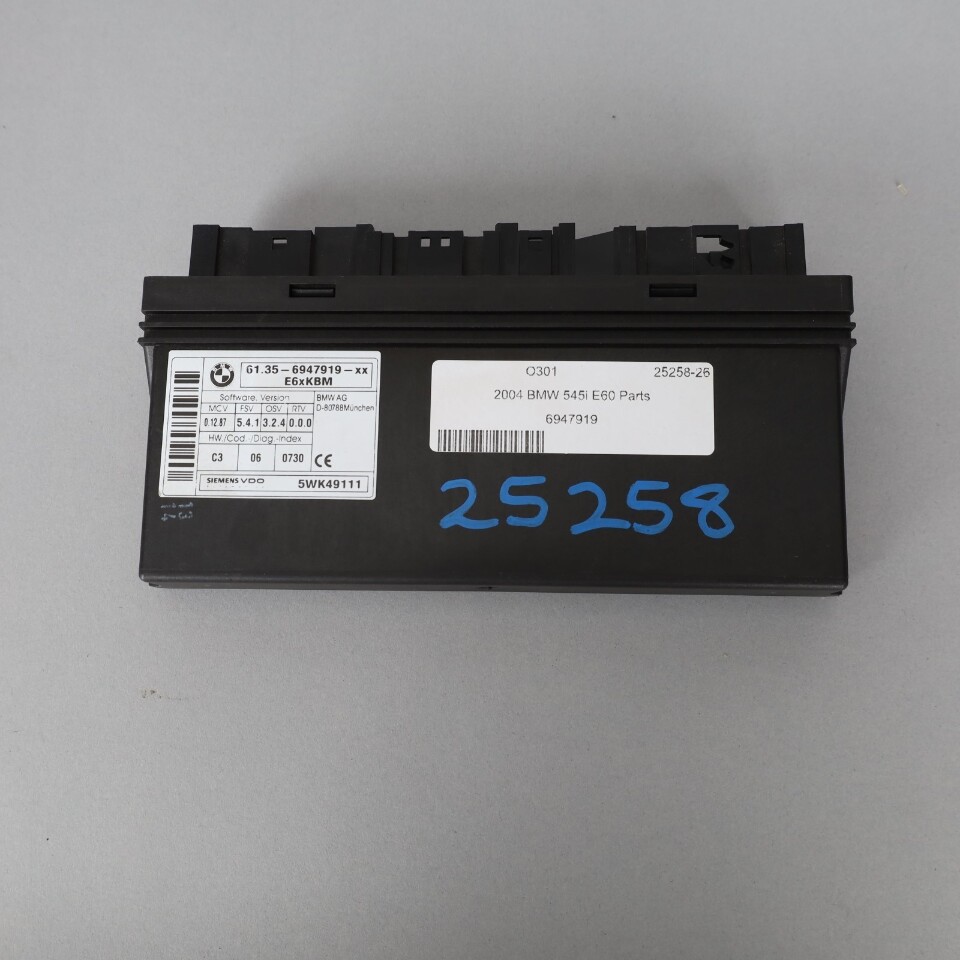 61.35-6947919-xx
E6xKBM
Software. Version
MCV FSV OSV RTV
0.12.87 5.4.1 3.2.4 0.0.0
BMW AG
D-80788München
HW./Cod./Diag.-Index
C3 06 0730 CE
SIEMENS VDO 5WK49111
O301 25258-26
2004 BMW 545i E60 Parts
6947919
25258